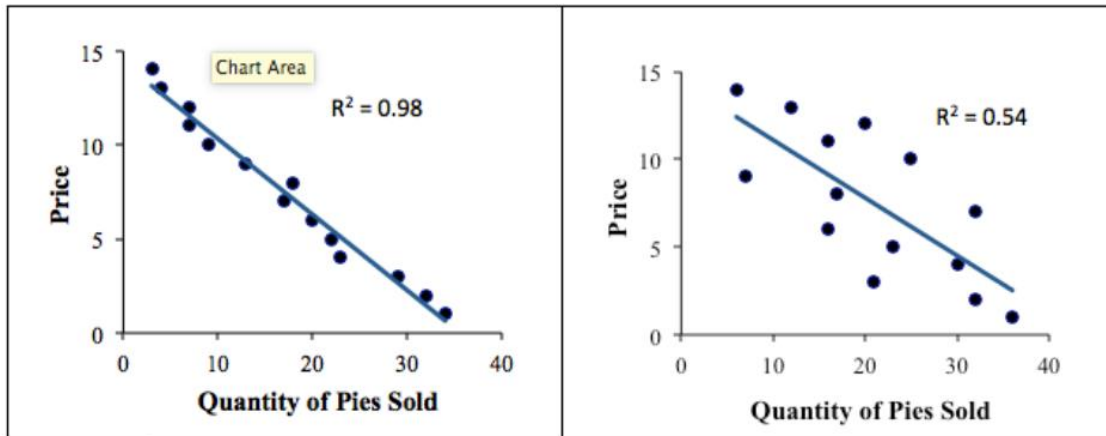 15
10
5
0
0 10 20 30 40
Price
Chart Area
R² = 0.98
Quantity of Pies Sold
15
10
5
0
0 10 20 30 40
Price
R² = 0.54
Quantity of Pies Sold